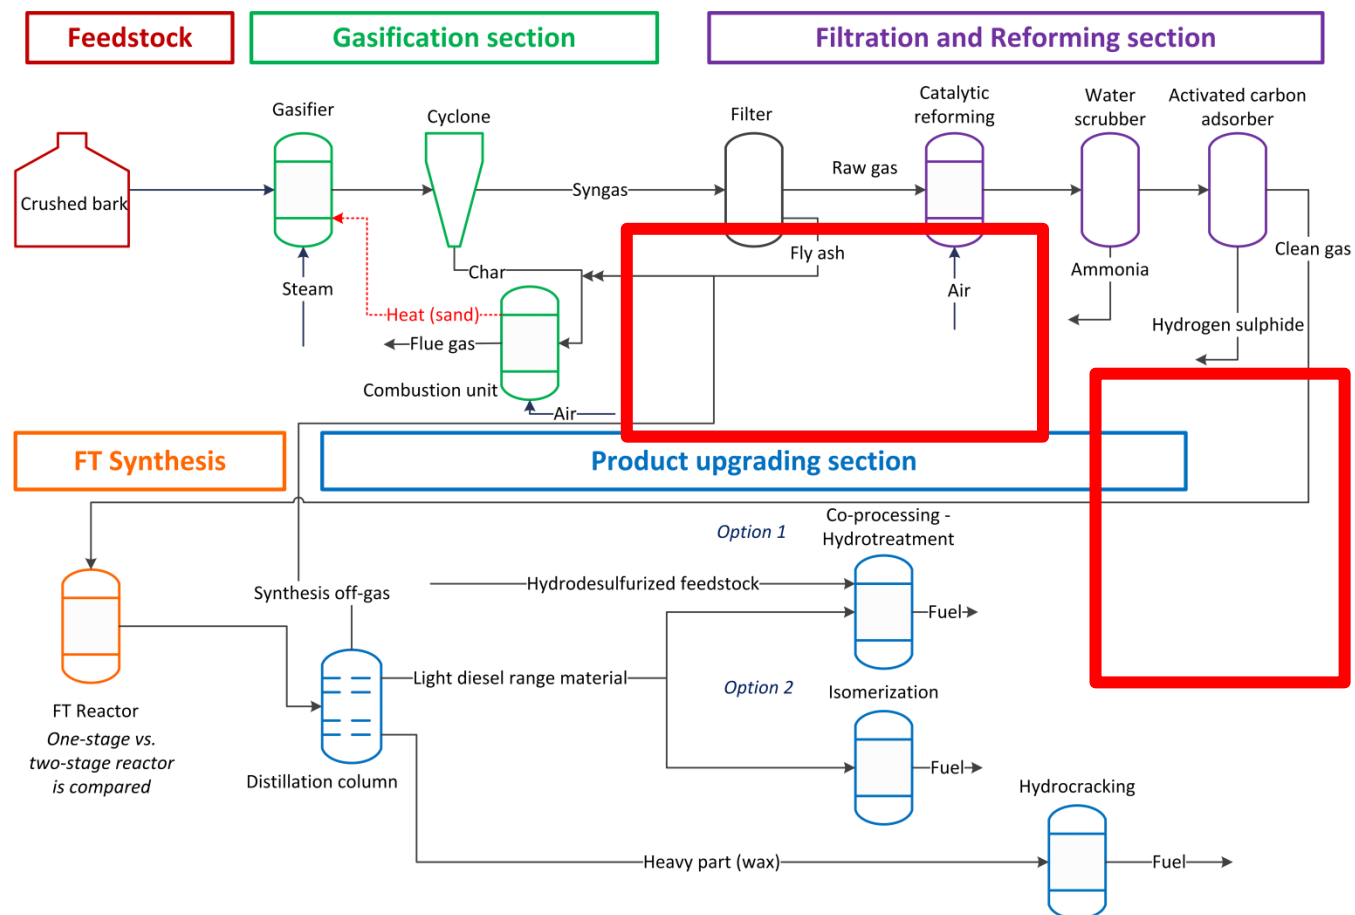 Feedstock
Gasification section
Filtration and Reforming section
Gasifier
Cyclone
Filter
Catalytic
reforming
Water
scrubber
Activated carbon
adsorber
Crushed bark
Syngas
Raw gas
Fly ash
Clean gas
Char
Ammonia
Steam
Air
Heat (sand)
Hydrogen sulphide
Flue gas
Combustion unit
Air
FT Synthesis
Product upgrading section
Option 1
Co-processing -
Hydrotreatment
Hydrodesulfurized feedstock
Synthesis off-gas
Fuel
Light diesel range material
Option 2
Isomerization
FT Reactor
One-stage vs.
two-stage reactor
is compared
Distillation column
Fuel
Hydrocracking
Heavy part (wax)
Fuel